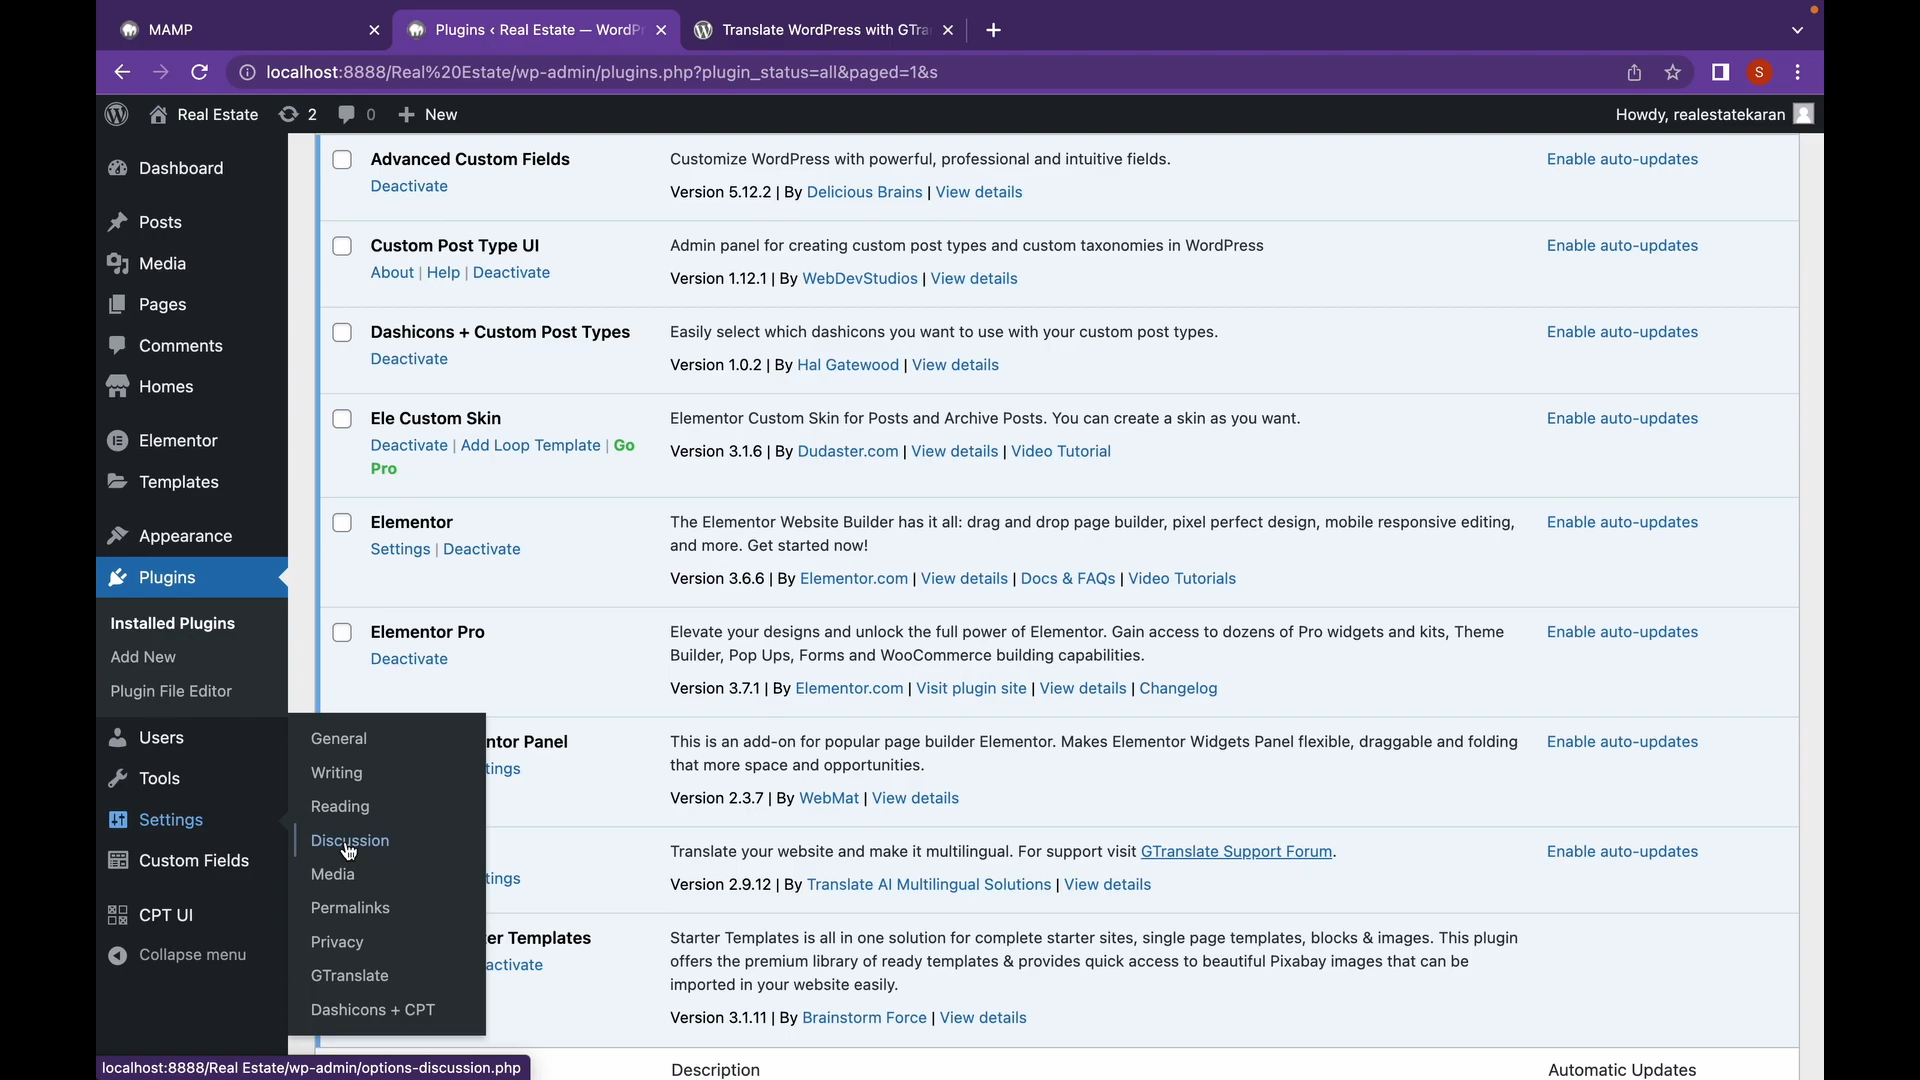 MAMP
Plugins ‹ Real Estate — WordPr
Translate WordPress with GTra
localhost:8888/Real%20Estate/wp-admin/plugins.php?plugin_status=all&paged=1&s
S
Real Estate
2
0
New
Howdy, realestatekaran
Dashboard
Posts
Media
Pages
Comments
Homes
Elementor
Templates
Appearance
Plugins
Installed Plugins
Add New
Plugin File Editor
Users
Tools
Settings
Custom Fields
CPT UI
Collapse menu
General
Writing
Reading
Discussion
Media
Permalinks
Privacy
GTranslate
Dashicons + CPT
Advanced Custom Fields
Deactivate
Customize WordPress with powerful, professional and intuitive fields.
Version 5.12.2 | By Delicious Brains | View details
Enable auto-updates
Custom Post Type UI
About | Help | Deactivate
Admin panel for creating custom post types and custom taxonomies in WordPress
Version 1.12.1 | By WebDevStudios | View details
Enable auto-updates
Dashicons + Custom Post Types
Deactivate
Easily select which dashicons you want to use with your custom post types.
Version 1.0.2 | By Hal Gatewood | View details
Enable auto-updates
Ele Custom Skin
Deactivate | Add Loop Template | Go
Pro
Elementor Custom Skin for Posts and Archive Posts. You can create a skin as you want.
Version 3.1.6 | By Dudaster.com | View details | Video Tutorial
Enable auto-updates
Elementor
Settings | Deactivate
The Elementor Website Builder has it all: drag and drop page builder, pixel perfect design, mobile responsive editing,
and more. Get started now!
Version 3.6.6 | By Elementor.com | View details | Docs & FAQs | Video Tutorials
Enable auto-updates
Elementor Pro
Deactivate
Elevate your designs and unlock the full power of Elementor. Gain access to dozens of Pro widgets and kits, Theme
Builder, Pop Ups, Forms and WooCommerce building capabilities.
Version 3.7.1 | By Elementor.com | Visit plugin site | View details | Changelog
Enable auto-updates
ntor Panel
tings
This is an add-on for popular page builder Elementor. Makes Elementor Widgets Panel flexible, draggable and folding
that more space and opportunities.
Version 2.3.7 | By WebMat | View details
Enable auto-updates
tings
Translate your website and make it multilingual. For support visit GTranslate Support Forum.
Version 2.9.12 | By Translate AI Multilingual Solutions | View details
Enable auto-updates
er Templates
activate
Starter Templates is all in one solution for complete starter sites, single page templates, blocks & images. This plugin
offers the premium library of ready templates & provides quick access to beautiful Pixabay images that can be
imported in your website easily.
Version 3.1.11 | By Brainstorm Force | View details
Description
Automatic Updates
localhost:8888/Real Estate/wp-admin/options-discussion.php